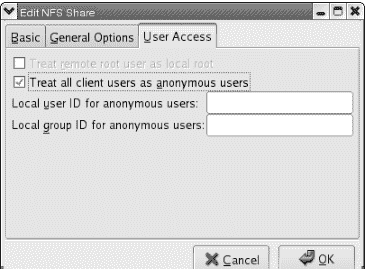 Edit NFS Share
Basic General Options User Access
Treat remote root user as local root
Treat all client users as anonymous users
Local user ID for anonymous users:
Local group ID for anonymous users:
Cancel OK